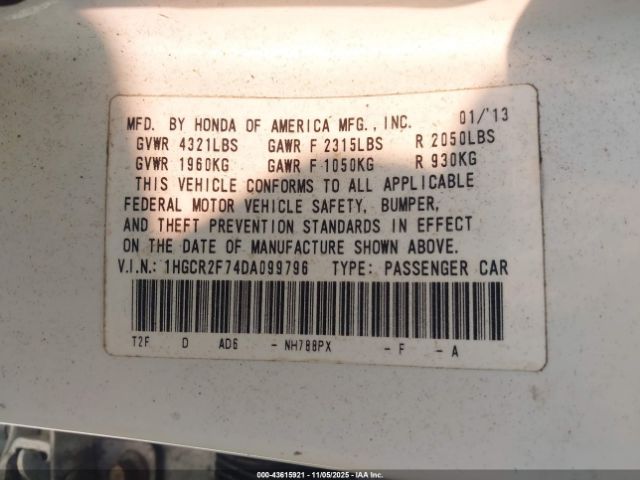 MFD. BY HONDA OF AMERICA MFG., INC. 01/'13
GVWR 4321LBS GAWR F 2315LBS R 2050LBS
GVWR 1960KG GAWR F 1050KG R 930KG
THIS VEHICLE CONFORMS TO ALL APPLICABLE
FEDERAL MOTOR VEHICLE SAFETY, BUMPER,
AND THEFT PREVENTION STANDARDS IN EFFECT
ON THE DATE OF MANUFACTURE SHOWN ABOVE.
V.I.N.: 1HGCR2F74DA099796 TYPE: PASSENGER CAR
T2F D AD6 - NH788PX - F - A
000-43615921 - 11/05/2025 - IAAI.com